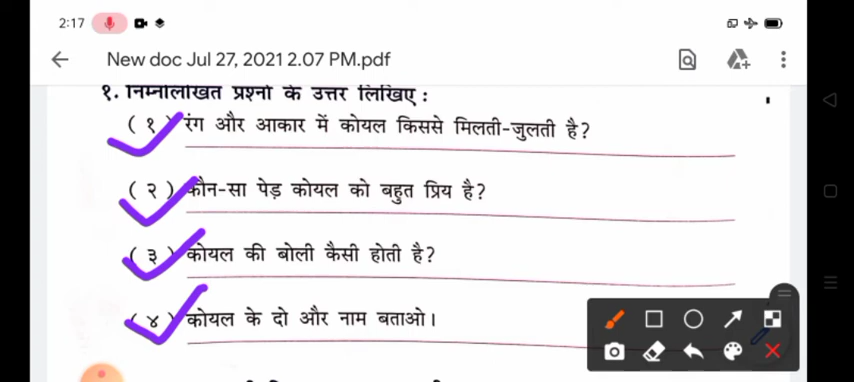 2:17
New doc Jul 27, 2021 2.07 PM.pdf
१. निम्नलिखित प्रश्नों के उत्तर लिखिए :
( १ ) रंग और आकार में कोयल किससे मिलती-जुलती है?
( २ ) कौन-सा पेड़ कोयल को बहुत प्रिय है?
( ३ ) कोयल की बोली कैसी होती है?
( ४ ) कोयल के दो और नाम बताओ।